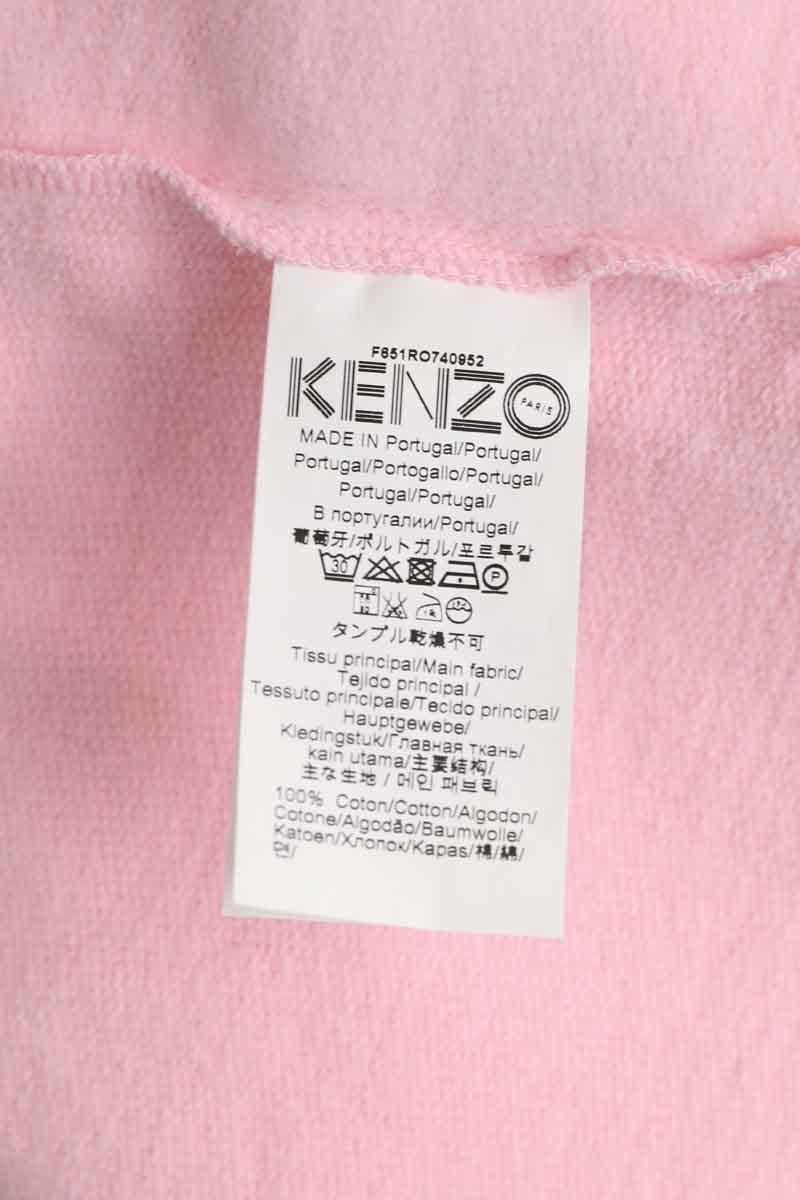 F651RO740952
KENZO PARIS
MADE IN Portugal/Portugal/
Portugal/Portogallo/Portugal/
Portugal/Portugal/
В португалии/Portugal/
葡萄牙/ポルトガル/포르투갈
30 P
タンブル乾燥不可
Tissu principal/Main fabric/
Tejido principal /
Tessuto principale/Tecido principal/
Hauptgewebe/
Kledingstuk/Главная ткань/
kain utama/主要结构/
主な生地 / 메인 패브릭
100% Coton/Cotton/Algodon/
Cotone/Algodão/Baumwolle/
Katoen/Хлопок/Kapas/棉/綿/
면/